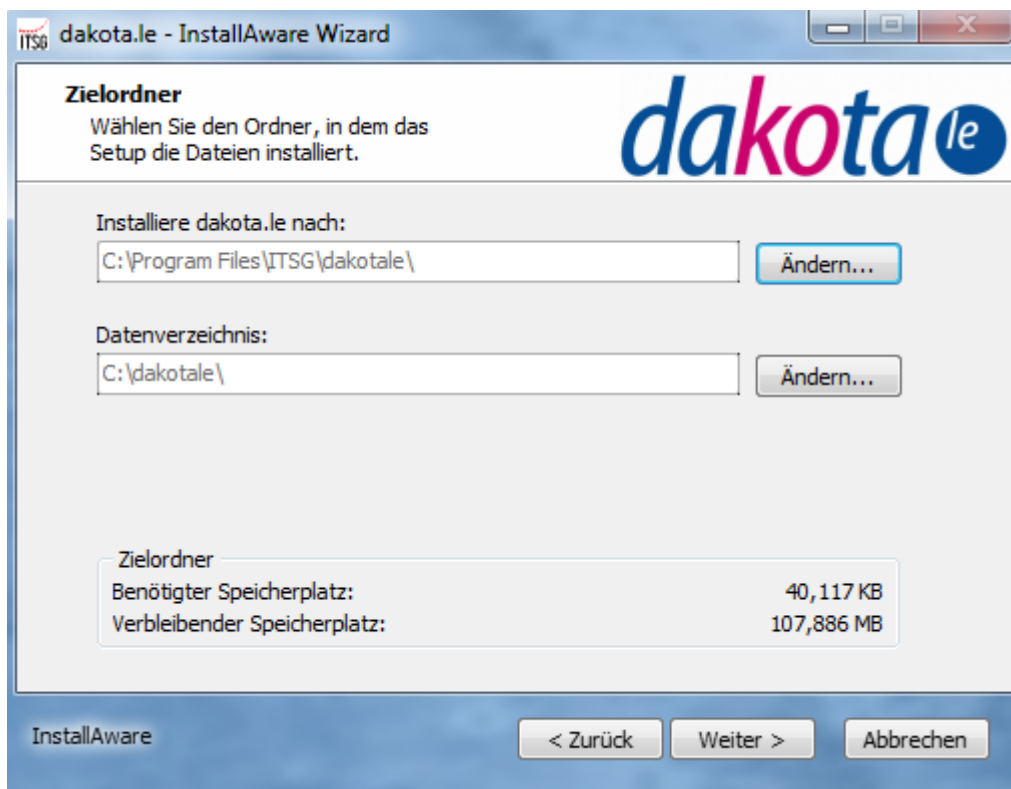 ITSG dakota.le - InstallAware Wizard
Zielordner
Wählen Sie den Ordner, in dem das
Setup die Dateien installiert.
dakota le
Installiere dakota.le nach:
C:\Program Files\ITSG\dakotale\
Ändern...
Datenverzeichnis:
C:\dakotale\
Ändern...
Zielordner
Benötigter Speicherplatz: 40,117 KB
Verbleibender Speicherplatz: 107,886 MB
InstallAware
< Zurück
Weiter >
Abbrechen